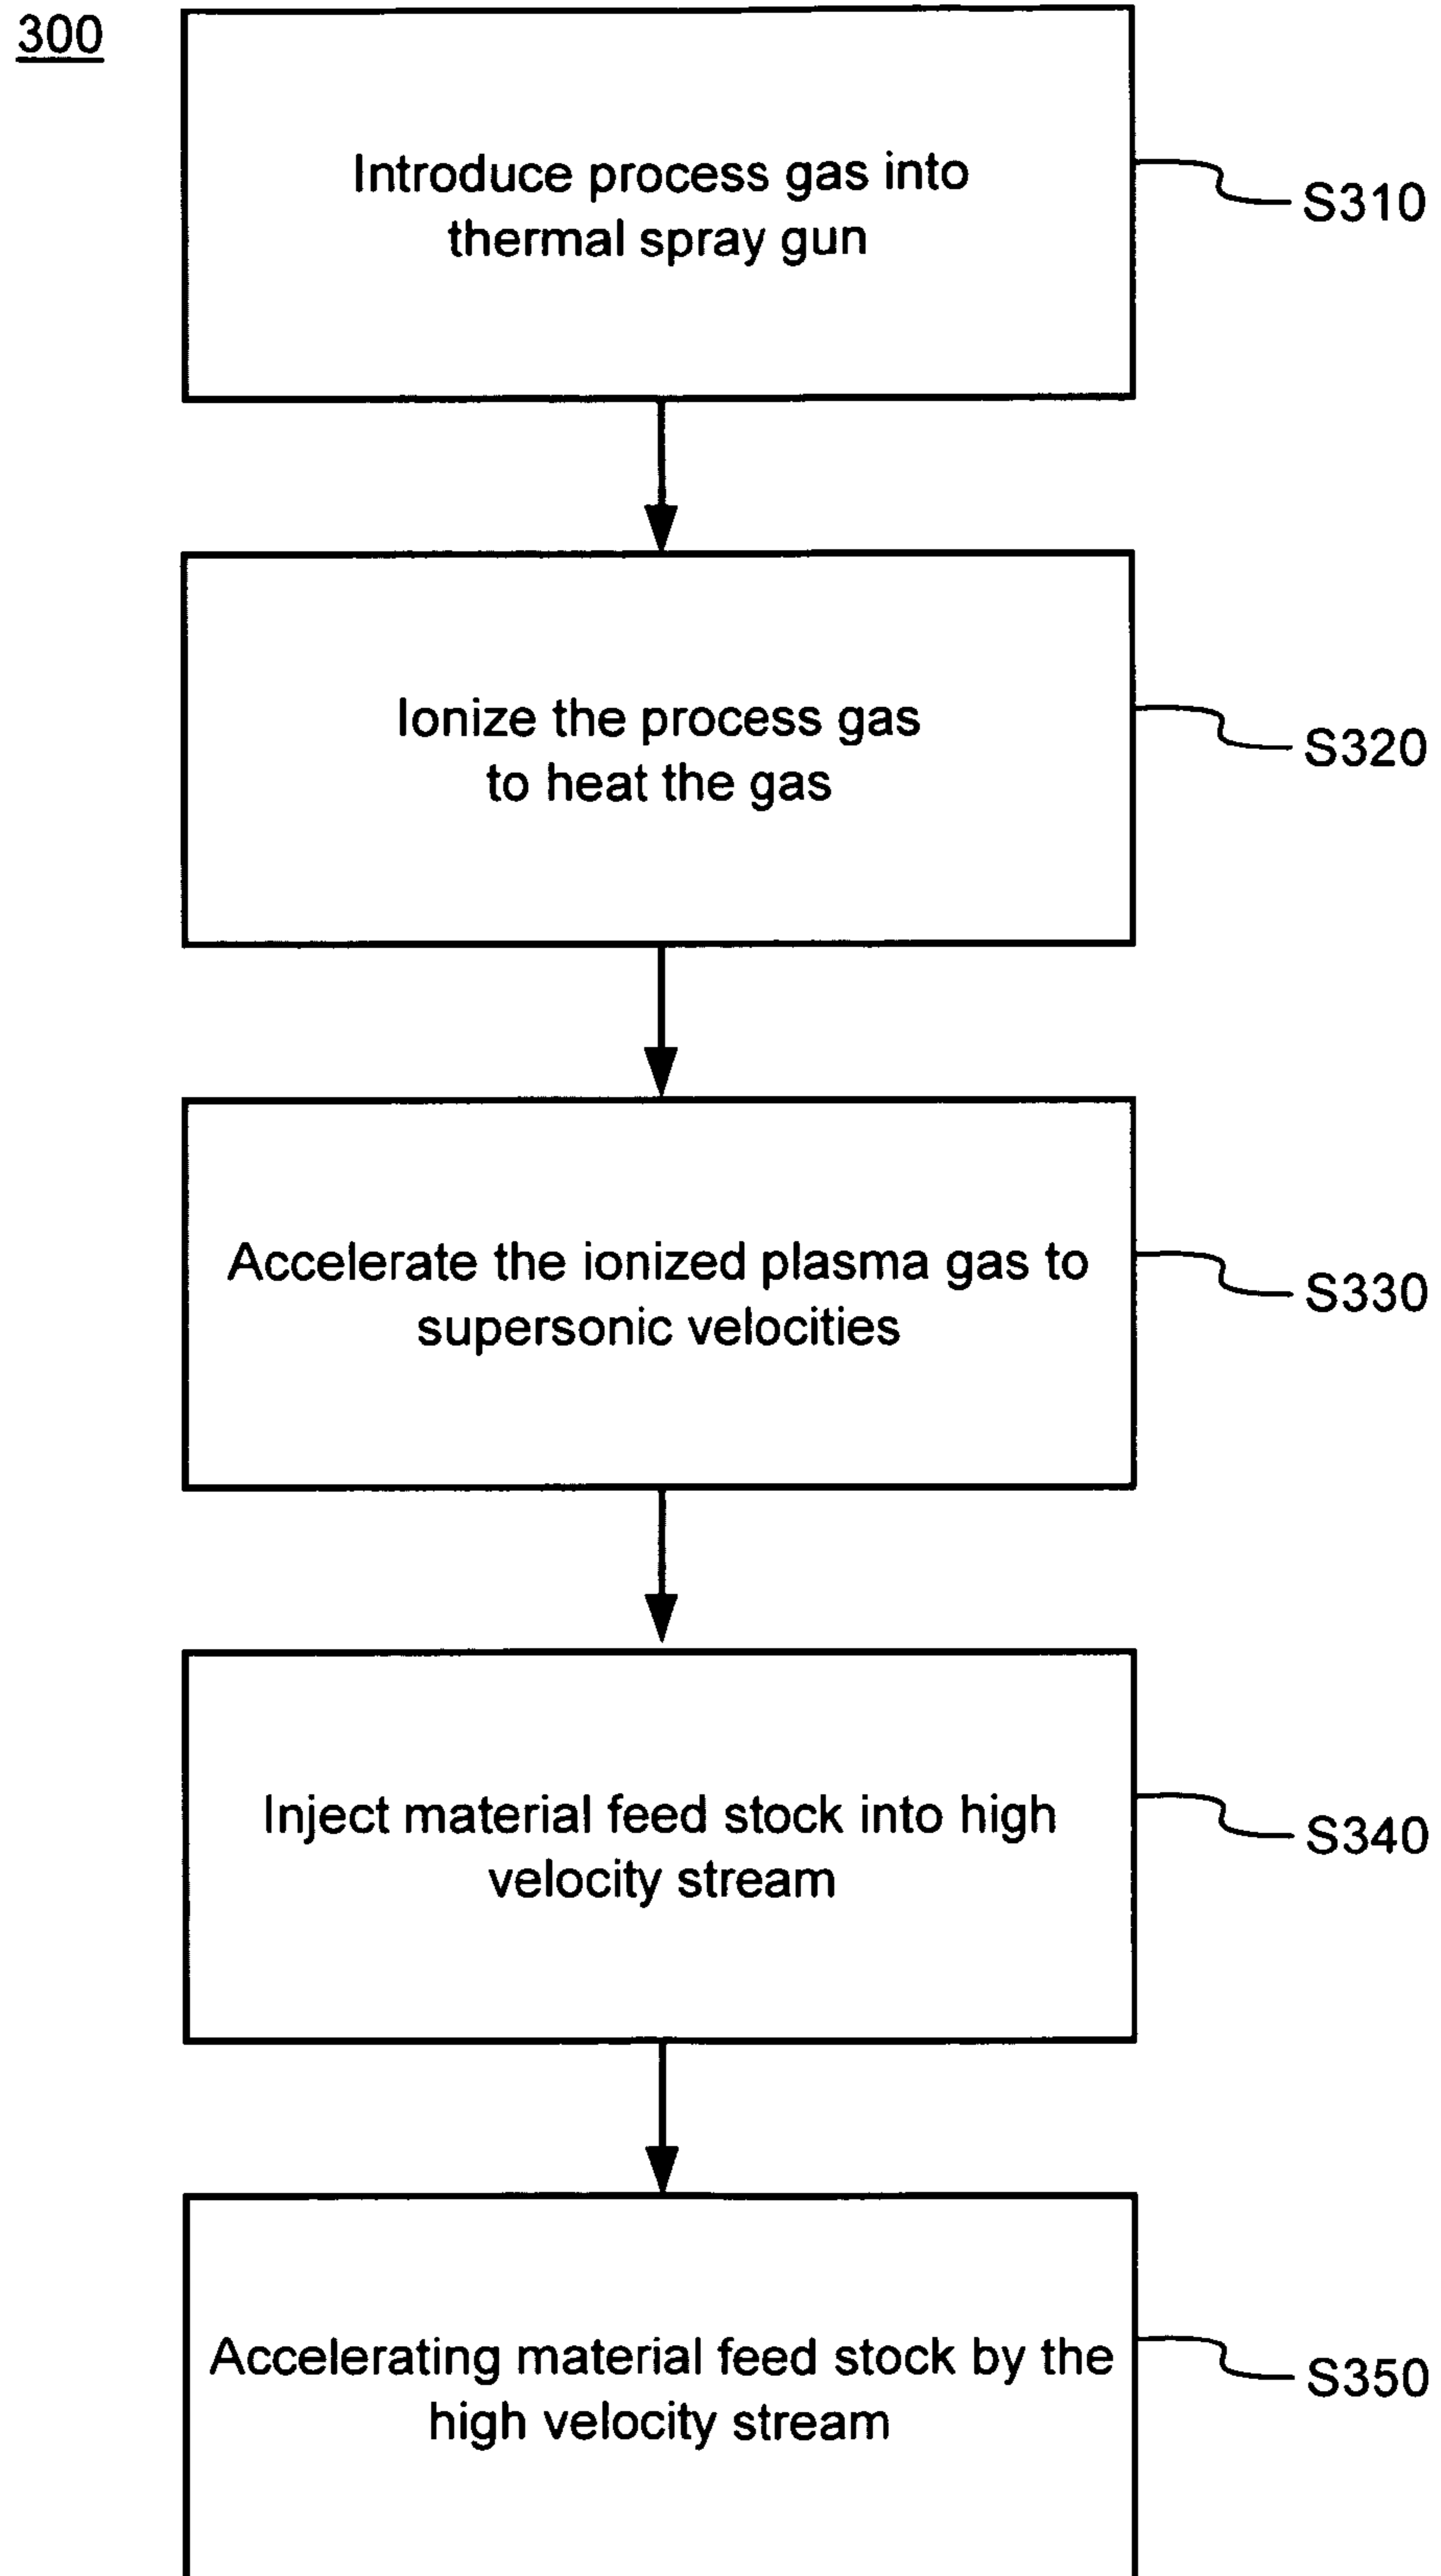 300
Introduce process gas into
thermal spray gun
S310
Ionize the process gas
to heat the gas
S320
Accelerate the ionized plasma gas to
supersonic velocities
S330
Inject material feed stock into high
velocity stream
S340
Accelerating material feed stock by the
high velocity stream
S350